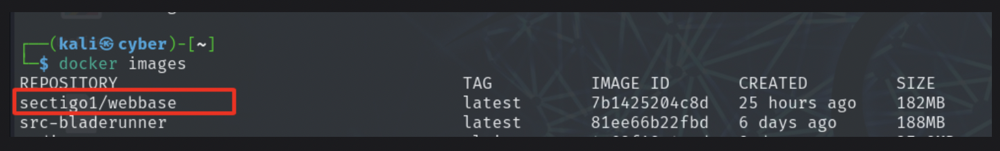 ┌──(kali㉿cyber)-[~]
└─$ docker images
REPOSITORY TAG IMAGE ID CREATED SIZE
sectigo1/webbase latest 7b1425204c8d 25 hours ago 182MB
src-bladerunner latest 81ee66b22fbd 6 days ago 188MB